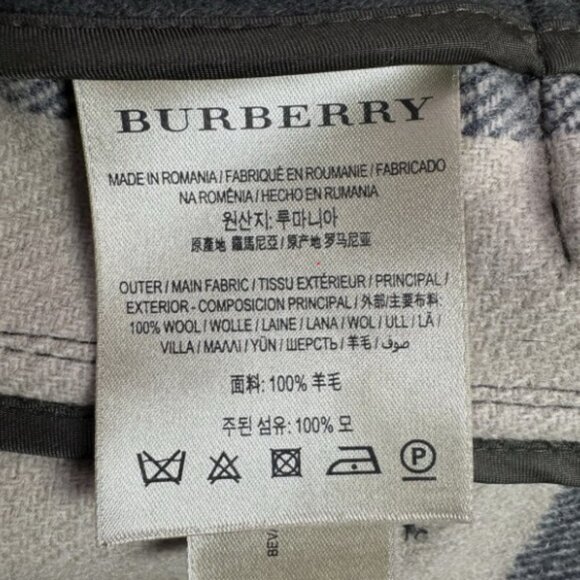 BURBERRY
MADE IN ROMANIA / FABRIQUÉ EN ROUMANIE / FABRICADO
NA ROMÉNIA / HECHO EN RUMANIA
원산지: 루마니아
原產地 羅馬尼亞 / 原产地 罗马尼亚
OUTER / MAIN FABRIC / TISSU EXTÉRIEUR / PRINCIPAL /
EXTERIOR - COMPOSICION PRINCIPAL / 外部/主要布料:
100% WOOL / WOLLE / LAINE / LANA / WOL / ULL / LÃ /
VILLA / ΜΑΛΛΙ / YÜN / ШЕРСТЬ / 羊毛 / صوف /
面料: 100% 羊毛
주된 섬유: 100% 모
P
BEVA